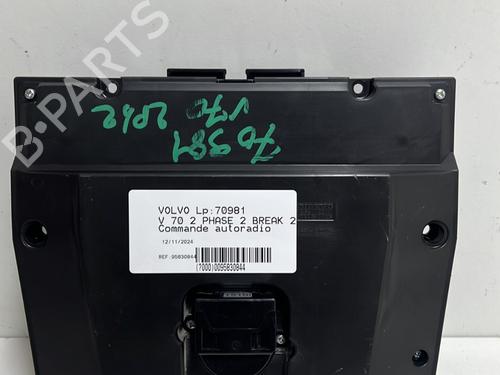 B-PARTS
V70 2Ph2
70981
VOLVO Lp:70981
V 70 2 PHASE 2 BREAK 2
Commande autoradio
12/11/2024
REF.95830844
(7000)0095830844